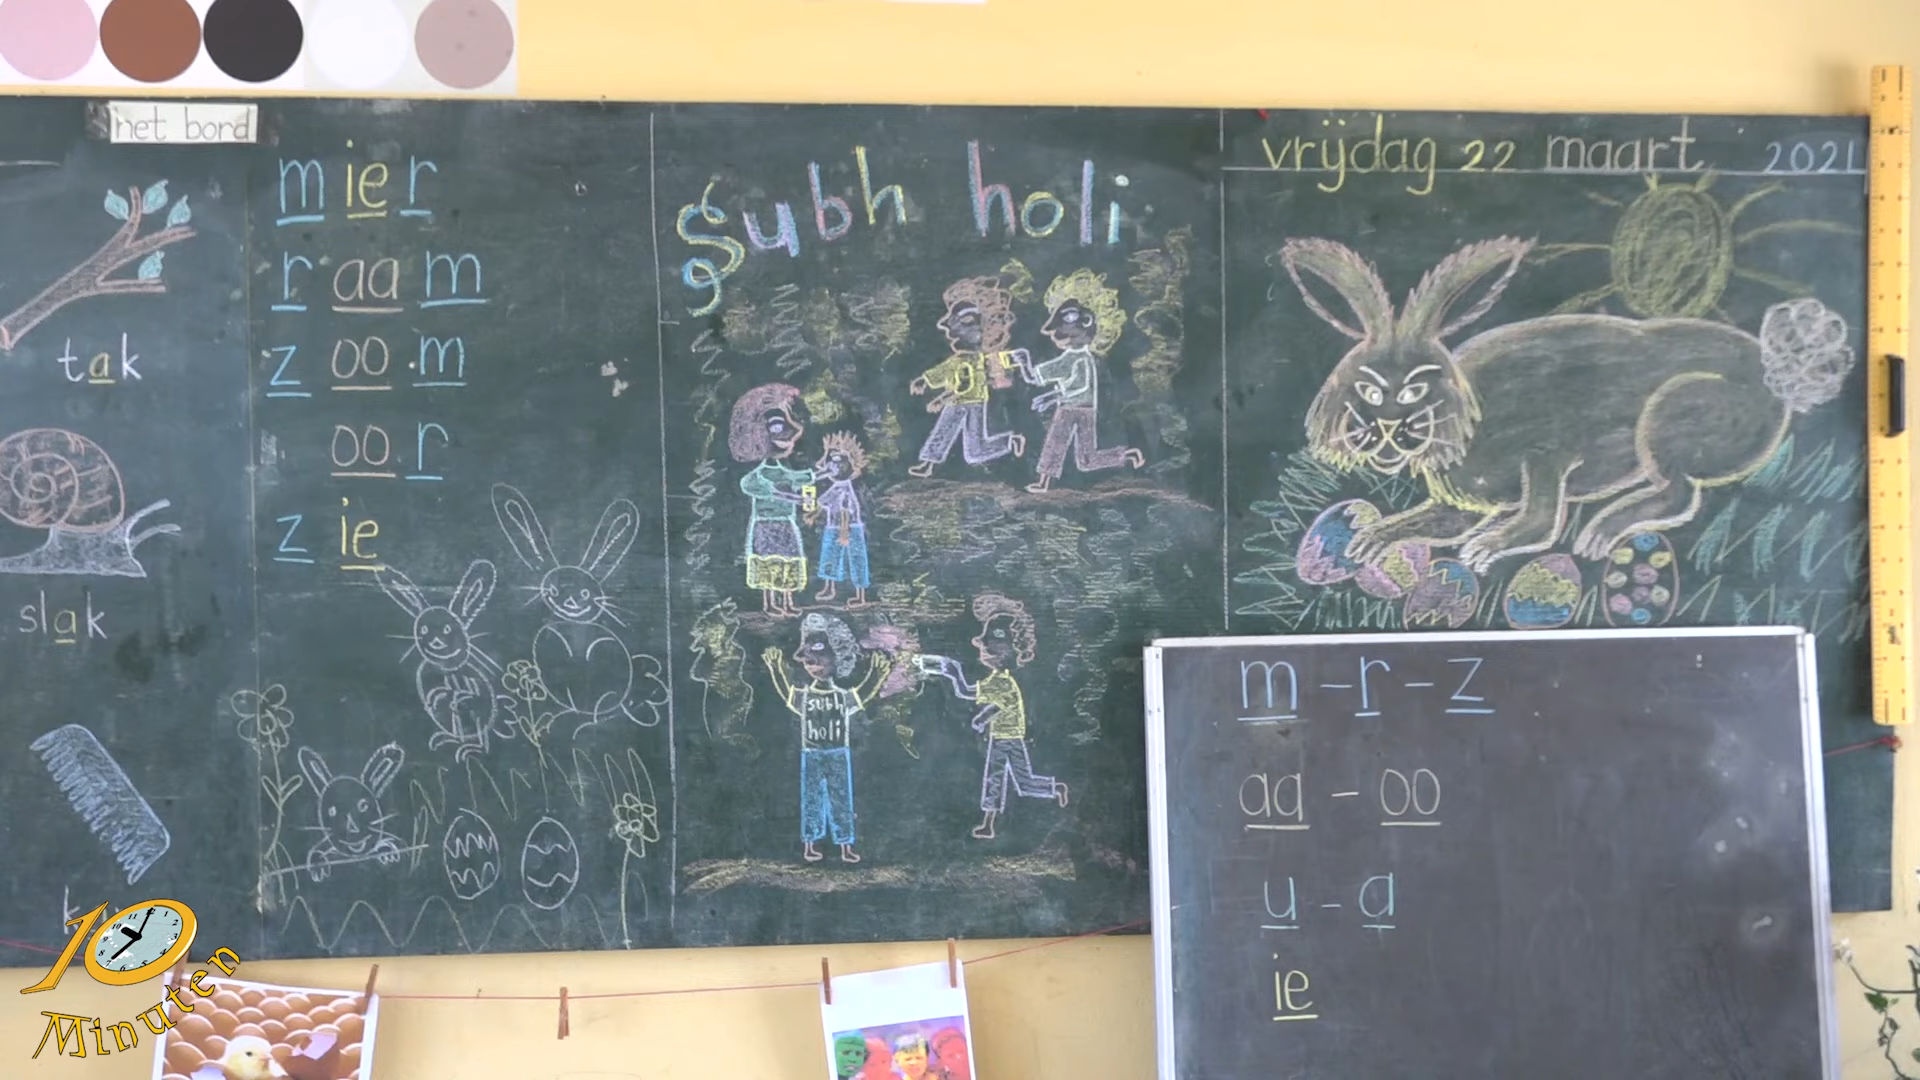 het bord
tak
slak
k
mier
r aa m
z oo m
oo r
z ie
Subh holi
subh
holi
vrijdag 22 maart 2021
m - r - z
aa - oo
u - a
ie
10
Minuten